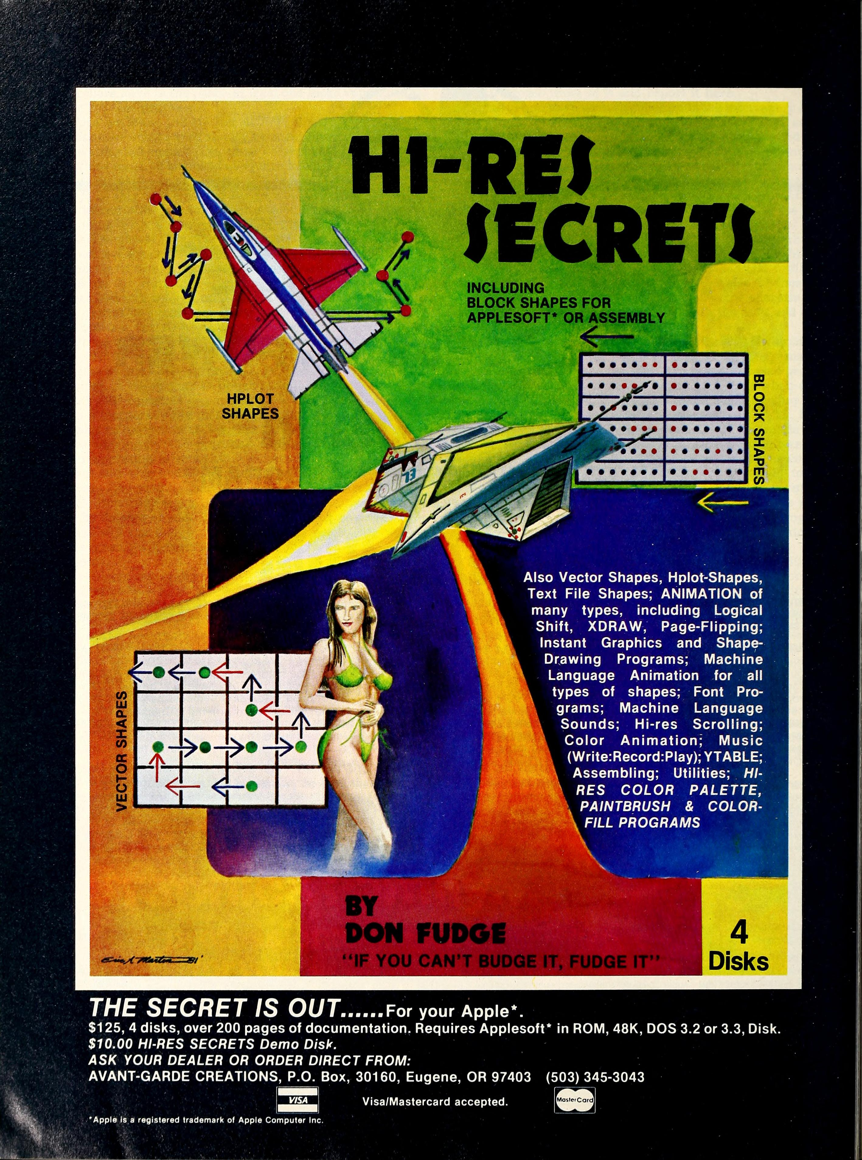 HI-RES
SECRETS
INCLUDING
BLOCK SHAPES FOR
APPLESOFT* OR ASSEMBLY
HPLOT
SHAPES
BLOCK SHAPES
13
Also Vector Shapes, Hplot-Shapes,
Text File Shapes; ANIMATION of
many types, including Logical
Shift, XDRAW, Page-Flipping;
Instant Graphics and Shape-
Drawing Programs; Machine
Language Animation for all
types of shapes; Font Pro-
grams; Machine Language
Sounds; Hi-res Scrolling;
Color Animation; Music
(Write:Record:Play); YTABLE;
Assembling; Utilities; HI-
RES COLOR PALETTE,
PAINTBRUSH & COLOR-
FILL PROGRAMS
VECTOR SHAPES
BY
DON FUDGE
"IF YOU CAN'T BUDGE IT, FUDGE IT"
4
Disks
81'
THE SECRET IS OUT......For your Apple*.
$125, 4 disks, over 200 pages of documentation. Requires Applesoft* in ROM, 48K, DOS 3.2 or 3.3, Disk.
$10.00 HI-RES SECRETS Demo Disk.
ASK YOUR DEALER OR ORDER DIRECT FROM:
AVANT-GARDE CREATIONS, P.O. Box, 30160, Eugene, OR 97403 (503) 345-3043
VISA
Visa/Mastercard accepted.
MasterCard
*Apple is a registered trademark of Apple Computer Inc.